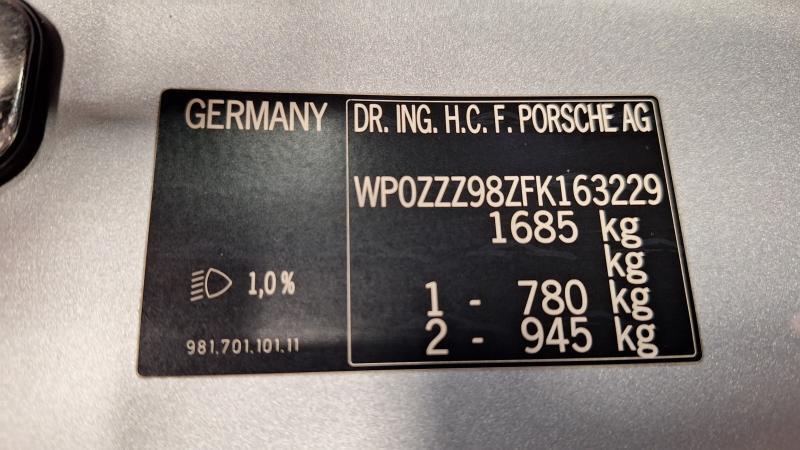 GERMANY
DR. ING. H.C. F. PORSCHE AG
WP0ZZZ98ZFK163229
1685 kg
kg
1 - 780 kg
2 - 945 kg
1,0 %
981.701.101.11